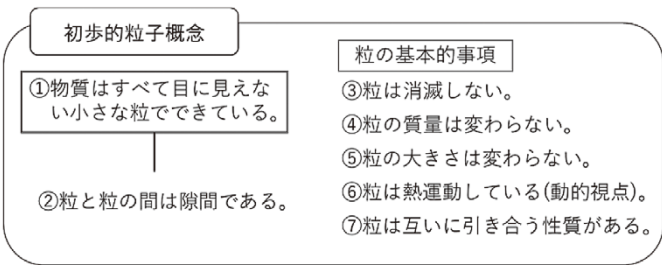 初歩的粒子概念
①物質はすべて目に見えな
い小さな粒でできている。
②粒と粒の間は隙間である。
粒の基本的事項
③粒は消滅しない。
④粒の質量は変わらない。
⑤粒の大きさは変わらない。
⑥粒は熱運動している(動的視点)。
⑦粒は互いに引き合う性質がある。